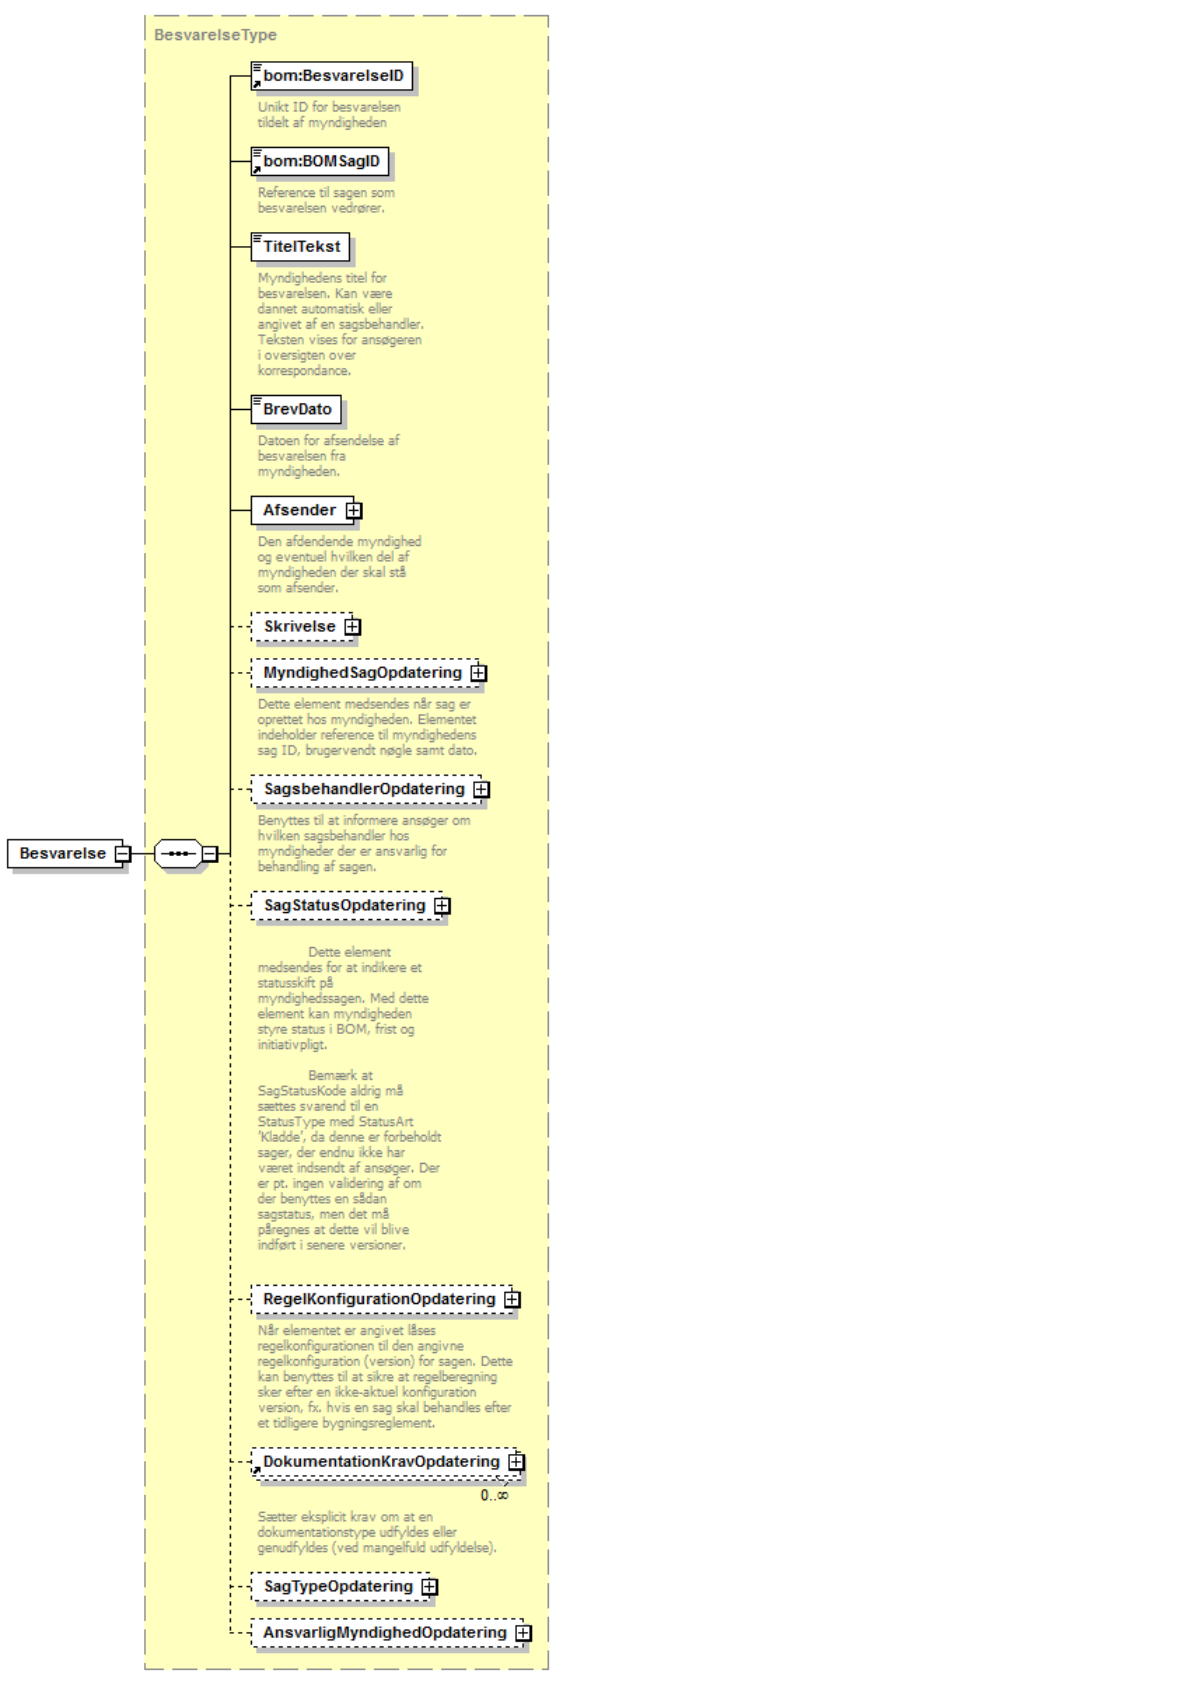 BesvarelseType
bom:BesvarelseID
Unikt ID for besvarelsen
tildelt af myndigheden
bom:BOMSagID
Reference til sagen som
besvarelsen vedrører.
TitelTekst
Myndighedens titel for
besvarelsen. Kan være
dannet automatisk eller
angivet af en sagsbehandler.
Teksten vises for ansøgeren
i oversigten over
korrespondance.
BrevDato
Datoen for afsendelse af
besvarelsen fra
myndigheden.
Afsender
Den afdendende myndighed
og eventuel hvilken del af
myndigheden der skal stå
som afsender.
Skrivelse
MyndighedSagOpdatering
Dette element medsendes når sag er
oprettet hos myndigheden. Elementet
indeholder reference til myndighedens
sag ID, brugervendt nøgle samt dato.
SagsbehandlerOpdatering
Benyttes til at informere ansøger om
hvilken sagsbehandler hos
myndigheder der er ansvarlig for
behandling af sagen.
Besvarelse
SagStatusOpdatering
Dette element
medsendes for at indikere et
statusskift på
myndighedssagen. Med dette
element kan myndigheden
styre status i BOM, frist og
initiativpligt.
Bemærk at
SagStatusKode aldrig må
sættes svarend til en
StatusType med StatusArt
'Kladde', da denne er forbeholdt
sager, der endnu ikke har
været indsendt af ansøger. Der
er pt. ingen validering af om
der benyttes en sådan
sagstatus, men det må
påregnes at dette vil blive
indført i senere versioner.
RegelKonfigurationOpdatering
Når elementet er angivet låses
regelkonfigurationen til den angivne
regelkonfiguration (version) for sagen. Dette
kan benyttes til at sikre at regelberegning
sker efter en ikke-aktuel konfiguration
version, fx. hvis en sag skal behandles efter
et tidligere bygningsreglement.
DokumentationKravOpdatering
0..∞
Sætter eksplicit krav om at en
dokumentationstype udfyldes eller
genudfyldes (ved mangelfuld udfyldelse).
SagTypeOpdatering
AnsvarligMyndighedOpdatering